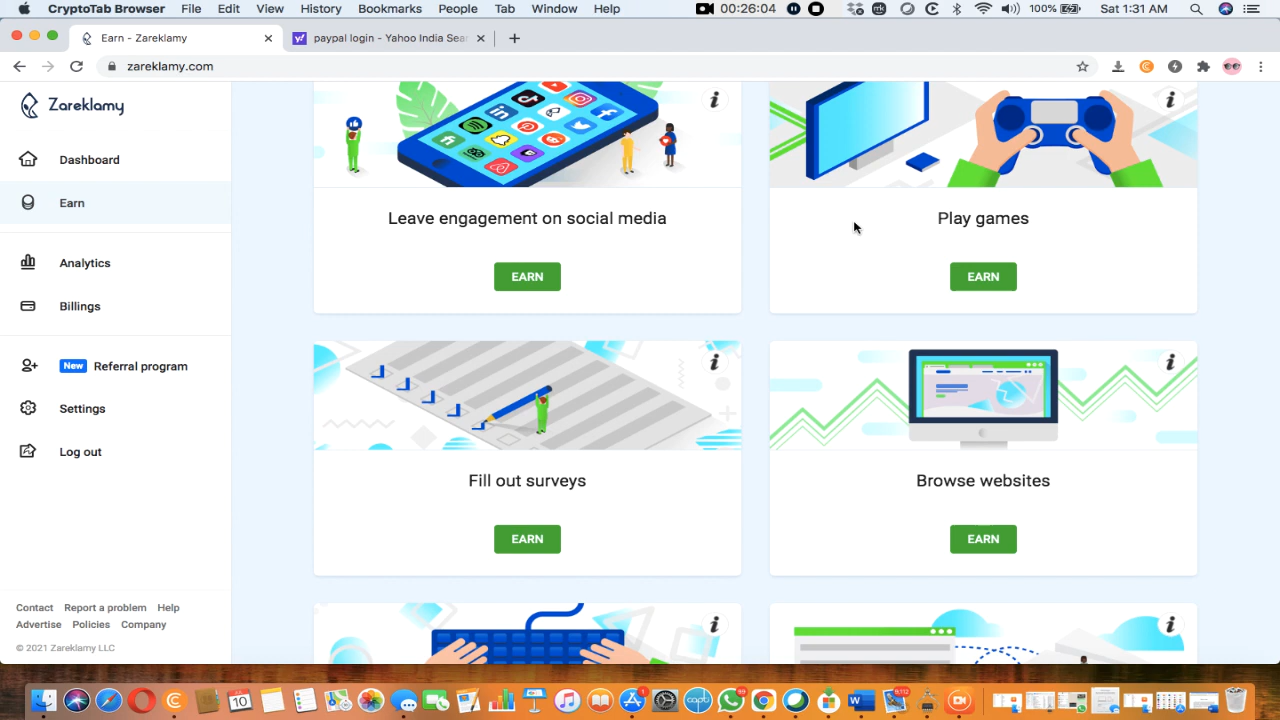 CryptoTab Browser File Edit View History Bookmarks People Tab Window Help 00:26:04 100% Sat 1:31 AM
Earn - Zareklamy
paypal login - Yahoo India Sea
zareklamy.com
Zareklamy
Dashboard
Earn
Analytics
Billings
New Referral program
Settings
Log out
Contact Report a problem Help
Advertise Policies Company
© 2021 Zareklamy LLC
Leave engagement on social media
EARN
Play games
EARN
Fill out surveys
EARN
Browse websites
EARN